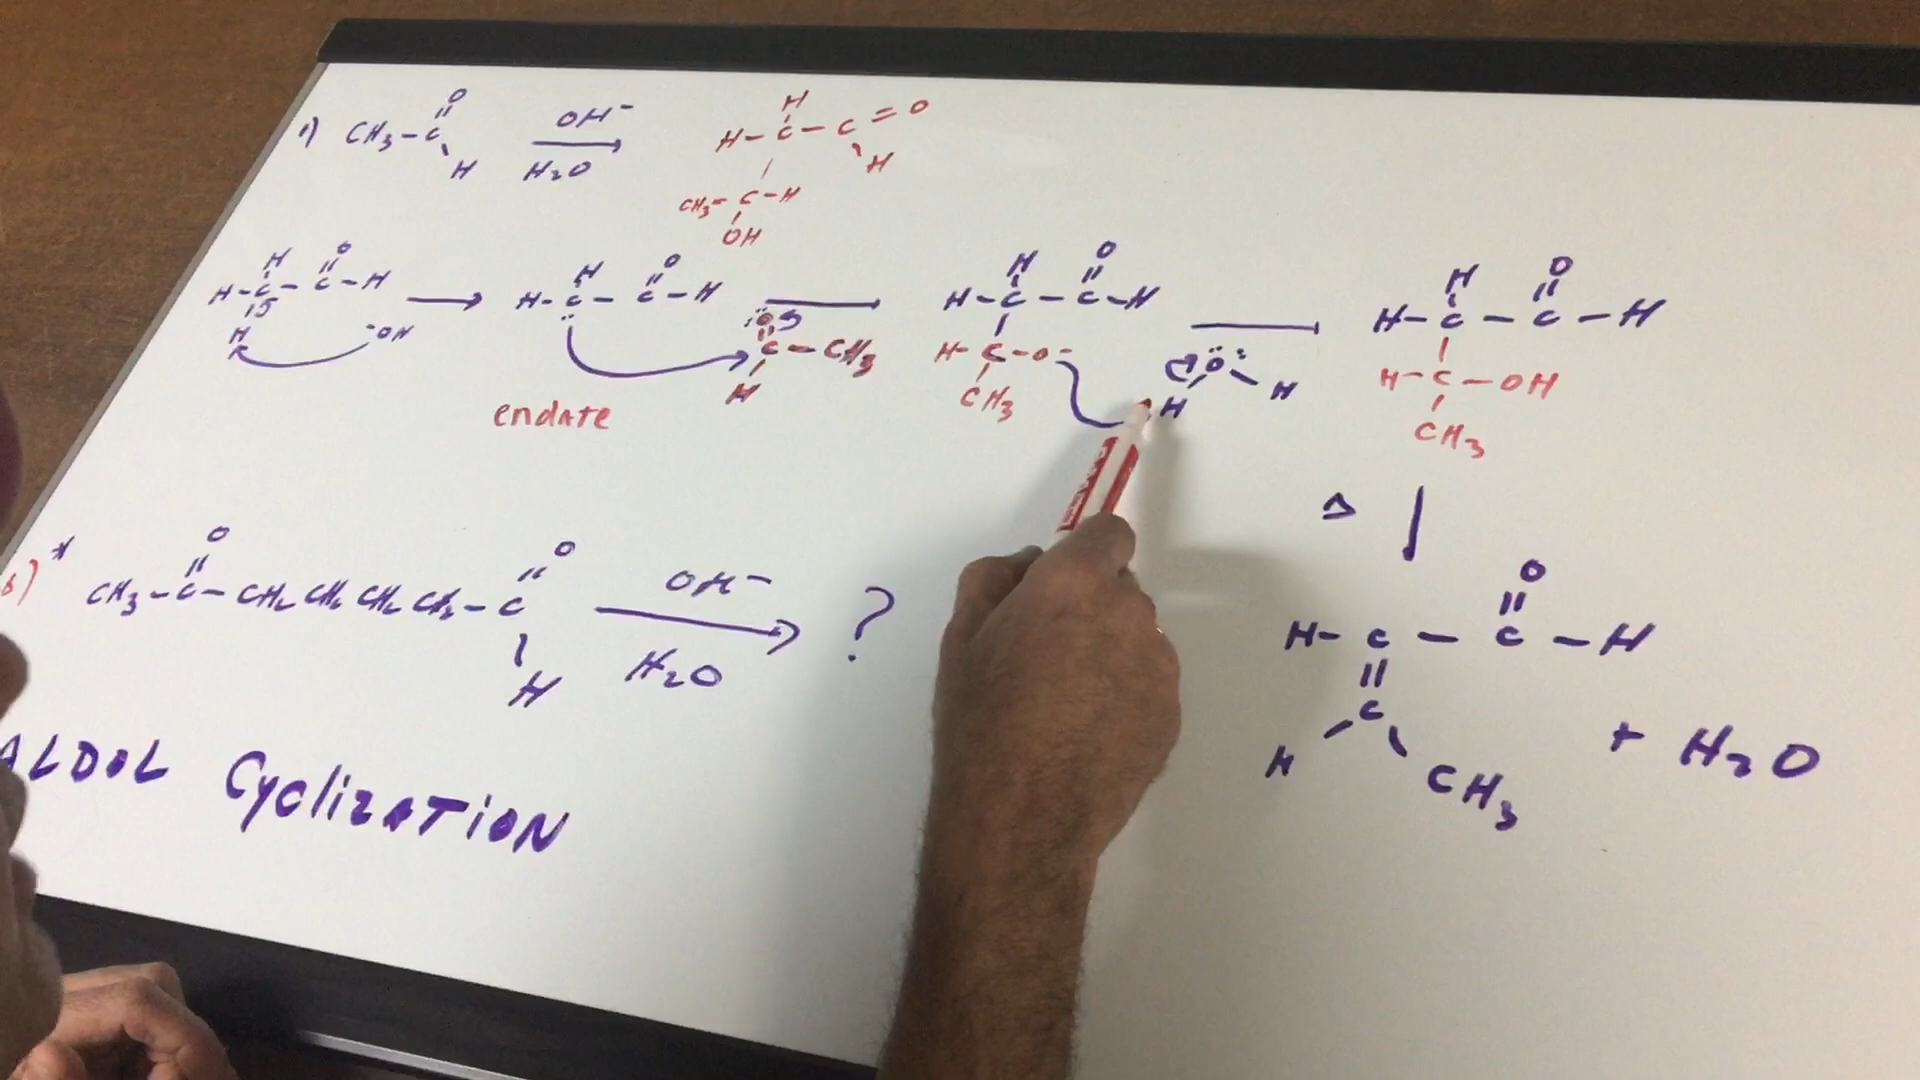 1) CH3-C=O H OH- H2O H H-C-C=O H
CH3-C-H
OH
H H-C-C=O-H H -OH H H-C-C=O-H :O: C-CH3 H H H-C-C=O-H H-C-O- CH3 :O: H H H H-C-C=O-H H-C-OH CH3
endate
Δ
b) * CH3-C=O-CH2CH2CH2CH2-C=O H OH- H2O ?
H-C-C=O-H
C
H CH3 + H2O
ALDOL Cyclization